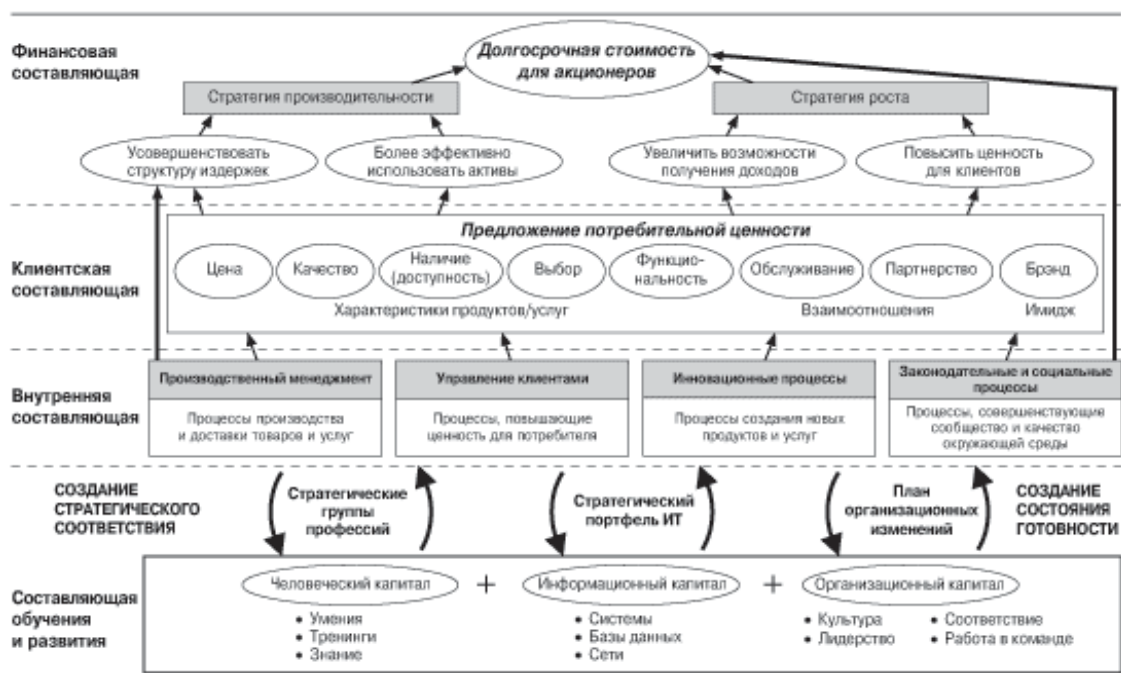 Финансовая
составляющая
Долгосрочная стоимость
для акционеров
Стратегия производительности
Стратегия роста
Усовершенствовать
структуру издержек
Более эффективно
использовать активы
Увеличить возможности
получения доходов
Повысить ценность
для клиентов
Клиентская
составляющая
Предложение потребительной ценности
Цена
Качество
Наличие
(доступность)
Выбор
Функцио-
нальность
Обслуживание
Партнерство
Брэнд
Характеристики продуктов/услуг
Взаимоотношения
Имидж
Внутренняя
составляющая
Производственный менеджмент
Процессы производства
и доставки товаров и услуг
Управление клиентами
Процессы, повышающие
ценность для потребителя
Инновационные процессы
Процессы создания новых
продуктов и услуг
Законодательные и социальные
процессы
Процессы, совершенствующие
сообщество и качество
окружающей среды
СОЗДАНИЕ
СТРАТЕГИЧЕСКОГО
СООТВЕТСТВИЯ
Стратегические
группы
профессий
Стратегический
портфель ИТ
План
организационных
изменений
СОЗДАНИЕ
СОСТОЯНИЯ
ГОТОВНОСТИ
Составляющая
обучения
и развития
Человеческий капитал
+
Информационный капитал
+
Организационный капитал
• Умения
• Тренинги
• Знание
• Системы
• Базы данных
• Сети
• Культура
• Лидерство
• Соответствие
• Работа в команде